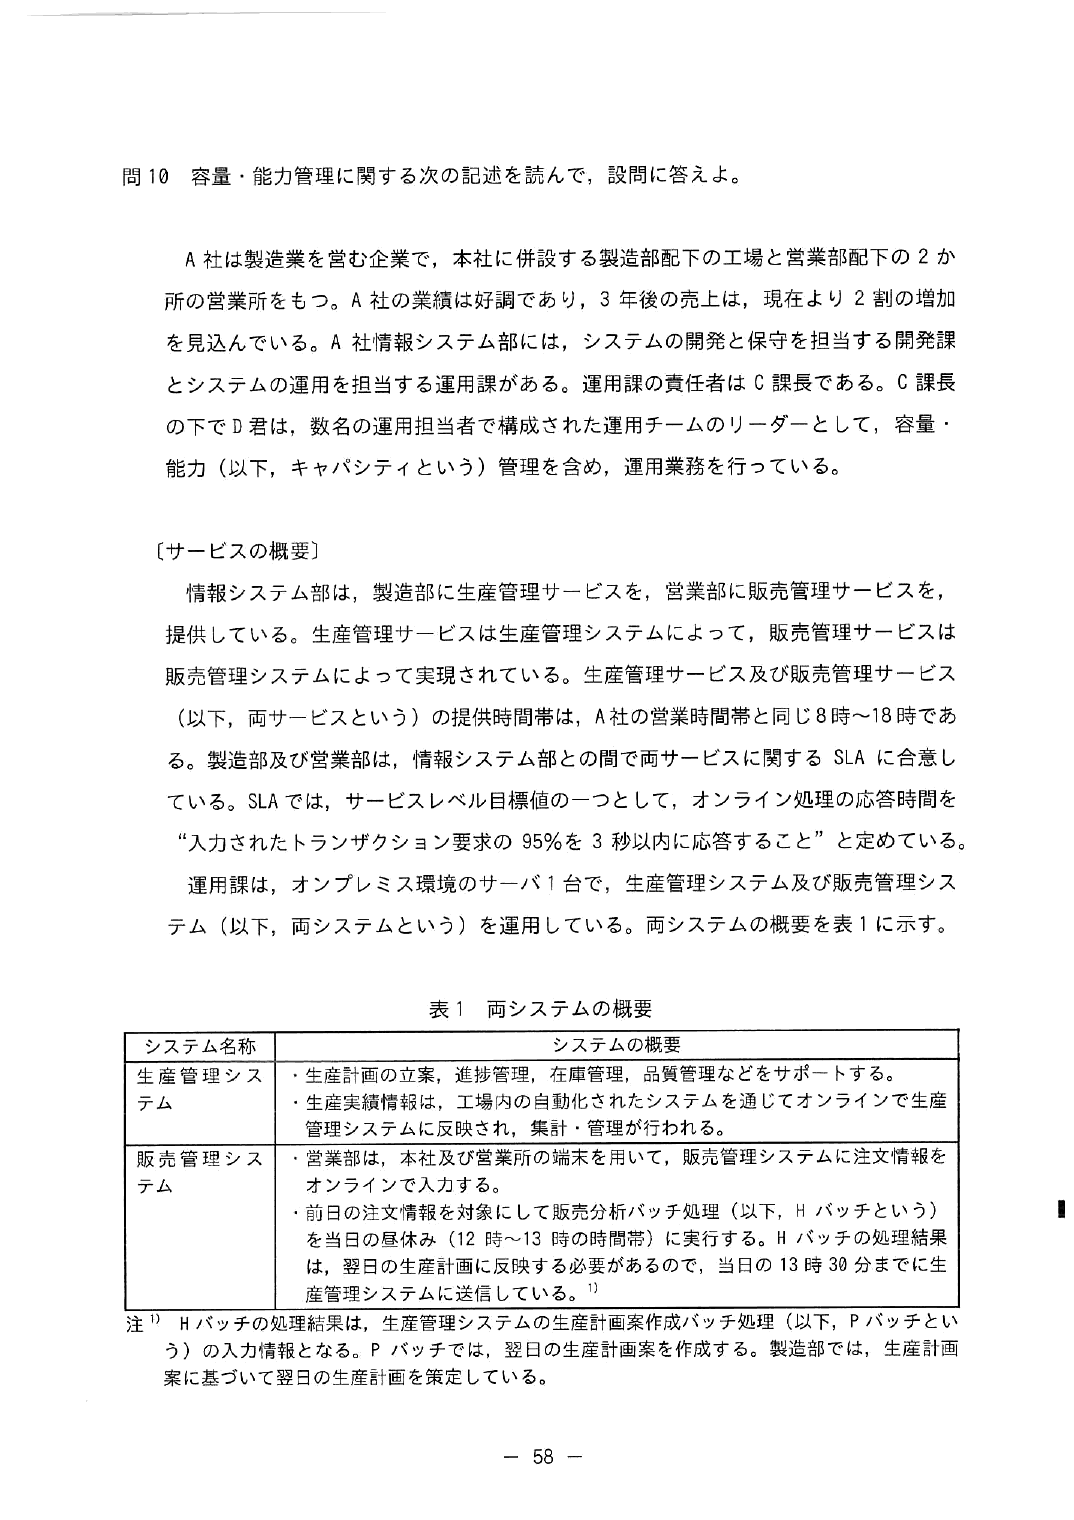 問10　容量・能力管理に関する次の記述を読んで，設問に答えよ。
A 社は製造業を営む企業で，本社に併設する製造部配下の工場と営業部配下の 2 か
所の営業所をもつ。A 社の業績は好調であり，3 年後の売上は，現在より 2 割の増加
を見込んでいる。A 社情報システム部には，システムの開発と保守を担当する開発課
とシステムの運用を担当する運用課がある。運用課の責任者は C 課長である。C 課長
の下で D 君は，数名の運用担当者で構成された運用チームのリーダーとして，容量・
能力（以下，キャパシティという）管理を含め，運用業務を行っている。
〔サービスの概要〕
情報システム部は，製造部に生産管理サービスを，営業部に販売管理サービスを，
提供している。生産管理サービスは生産管理システムによって，販売管理サービスは
販売管理システムによって実現されている。生産管理サービス及び販売管理サービス
（以下，両サービスという）の提供時間帯は，A社の営業時間帯と同じ8時～18時であ
る。製造部及び営業部は，情報システム部との間で両サービスに関する SLA に合意し
ている。SLA では，サービスレベル目標値の一つとして，オンライン処理の応答時間を
“入力されたトランザクション要求の 95%を 3 秒以内に応答すること”と定めている。
運用課は，オンプレミス環境のサーバ1台で，生産管理システム及び販売管理シス
テム（以下，両システムという）を運用している。両システムの概要を表1に示す。
表1　両システムの概要
システム名称　システムの概要
生産管理シス　・生産計画の立案，進捗管理，在庫管理，品質管理などをサポートする。
テム　・生産実績情報は，工場内の自動化されたシステムを通じてオンラインで生産
管理システムに反映され，集計・管理が行われる。
販売管理シス　・営業部は，本社及び営業所の端末を用いて，販売管理システムに注文情報を
テム　オンラインで入力する。
・前日の注文情報を対象にして販売分析バッチ処理（以下，H バッチという）
を当日の昼休み（12 時～13 時の時間帯）に実行する。H バッチの処理結果
は，翌日の生産計画に反映する必要があるので，当日の 13 時 30 分までに生
産管理システムに送信している。1)
注1)　H バッチの処理結果は，生産管理システムの生産計画案作成バッチ処理（以下，P バッチとい
う）の入力情報となる。P バッチでは，翌日の生産計画案を作成する。製造部では，生産計画
案に基づいて翌日の生産計画を策定している。
－ 58 －